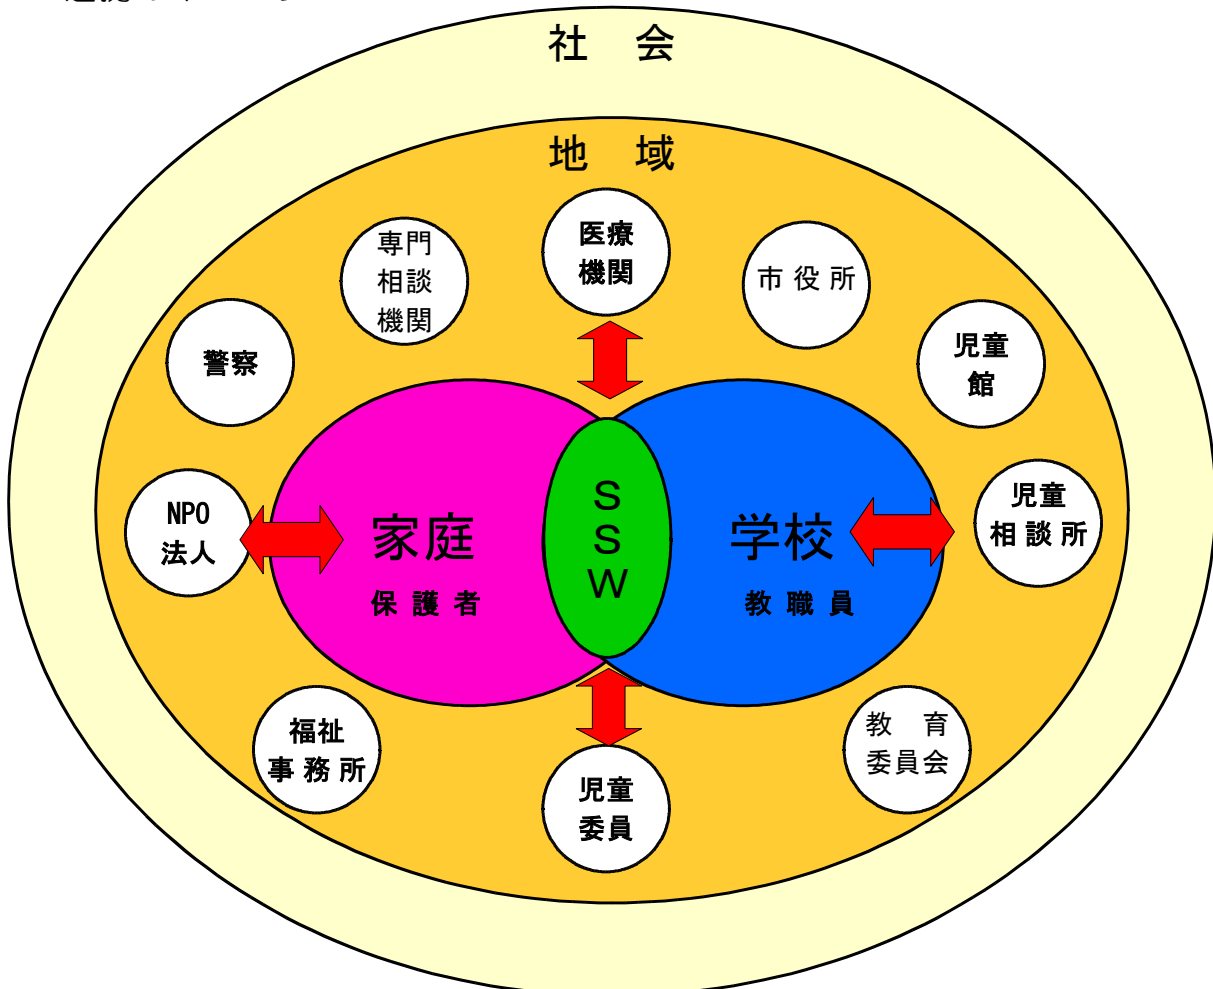 社　会
地　域
医療
機関
専門
相談
機関
市役所
警察
児童
館
NPO
法人
家庭
保護者
S
S
W
学校
教職員
児童
相談所
福祉
事務所
児童
委員
教　育
委員会